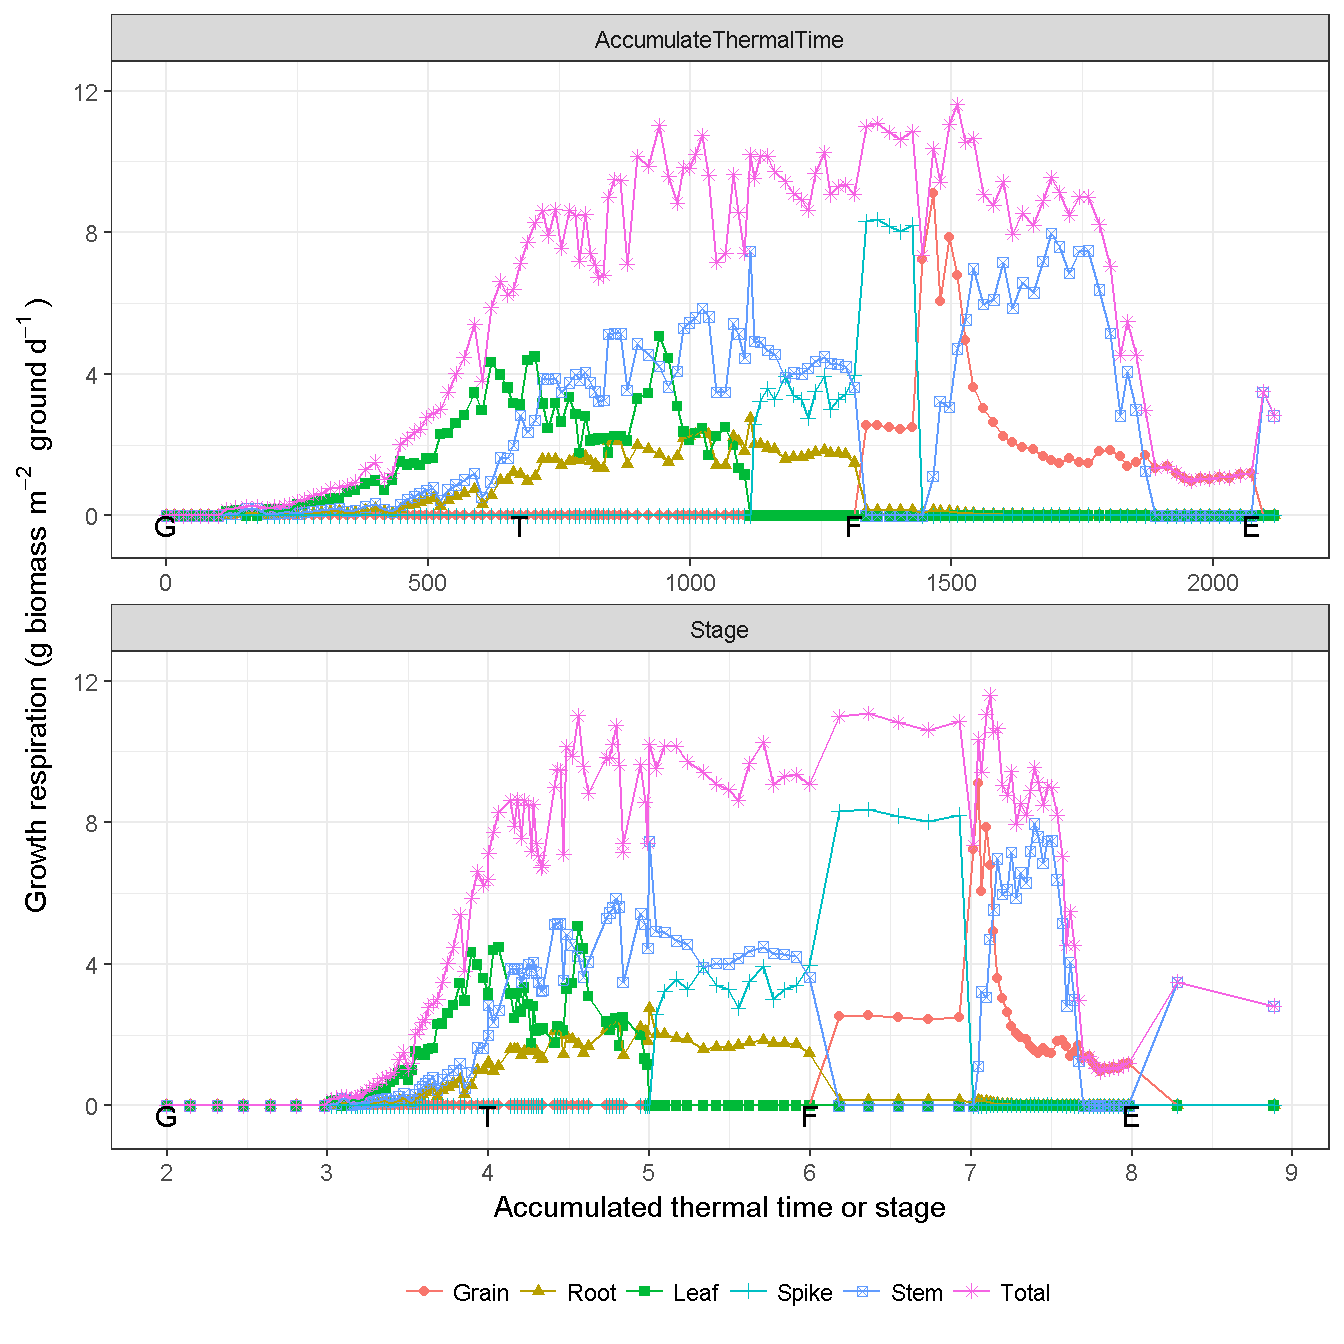 AccumulateThermalTime
12
8
4
0
G T F E
0 500 1000 1500 2000
Growth respiration (g biomass m⁻² ground d⁻¹ )
Stage
12
8
4
0
G T F E
2 3 4 5 6 7 8 9
Accumulated thermal time or stage
Grain Root Leaf Spike Stem Total